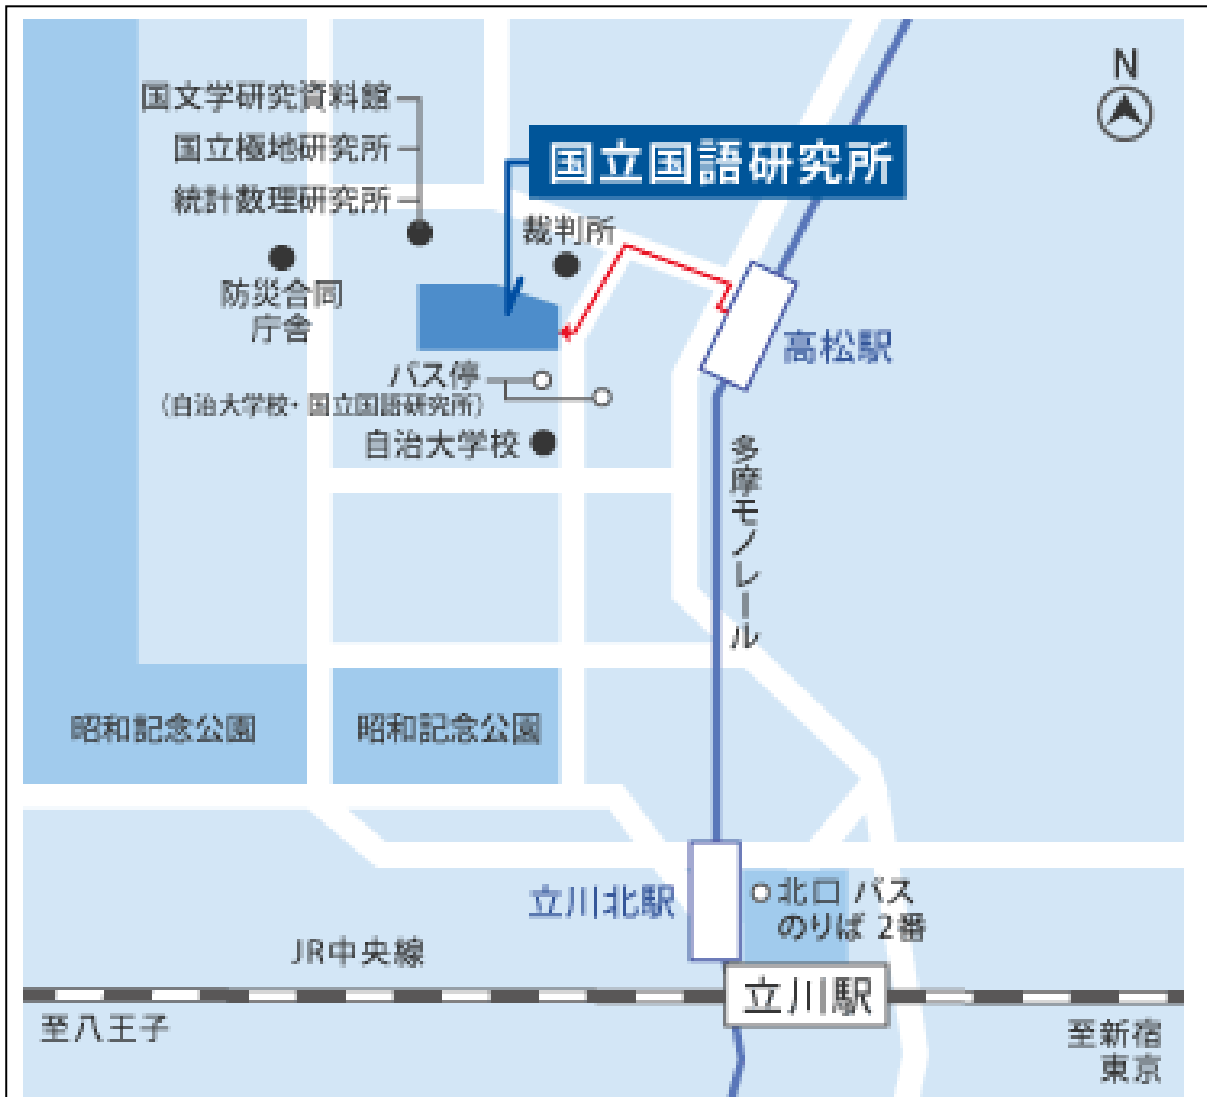 N
国文学研究資料館
国立極地研究所
統計数理研究所
国立国語研究所
裁判所
防災合同
庁舎
高松駅
バス停
(自治大学校・国立国語研究所)
自治大学校
多摩モノレール
昭和記念公園
昭和記念公園
立川北駅
北口 バス
のりば 2番
JR中央線
立川駅
至八王子
至新宿
東京